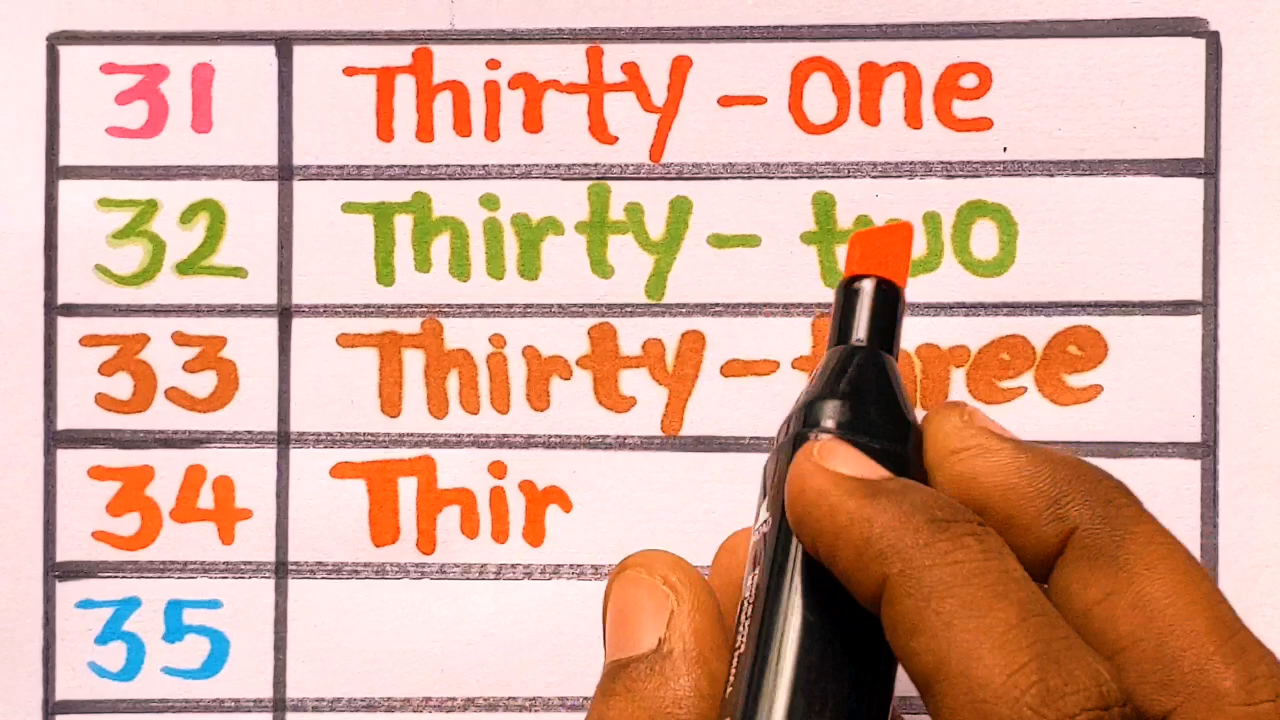 31 Thirty - one
32 Thirty - two
33 Thirty - three
34 Thir
35